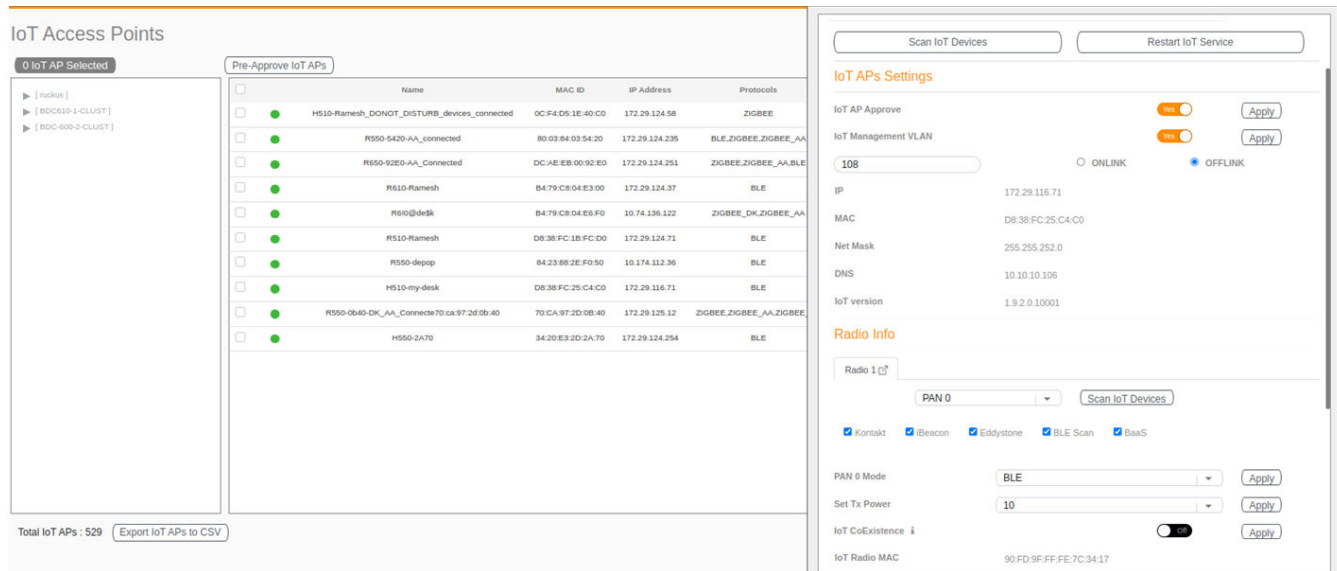 IoT Access Points
0 IoT AP Selected
Pre-Approve IoT APs
[ ruckus ]
[ BDC610-1-CLUST ]
[ BDC-600-2-CLUST ]
Name MAC ID IP Address Protocols
H510-Ramesh_DONOT_DISTURB_devices_connected 0C:F4:D5:1E:40:C0 172.29.124.58 ZIGBEE
R550-5420-AA_connected 80:03:84:03:54:20 172.29.124.235 BLE,ZIGBEE,ZIGBEE_AA
R650-92E0-AA_Connected DC:AE:EB:00:92:E0 172.29.124.251 ZIGBEE,ZIGBEE_AA,BLE
R610-Ramesh B4:79:C8:04:E3:00 172.29.124.37 BLE
R6!0@de$k B4:79:C8:04:E6:F0 10.74.136.122 ZIGBEE_DK,ZIGBEE_AA
R510-Ramesh D8:38:FC:1B:FC:D0 172.29.124.71 BLE
R550-depop 84:23:88:2E:F0:50 10.174.112.36 BLE
H510-my-desk D8:38:FC:25:C4:C0 172.29.116.71 BLE
R550-0b40-DK_AA_Connecte70:ca:97:2d:0b:40 70:CA:97:2D:0B:40 172.29.125.12 ZIGBEE,ZIGBEE_AA,ZIGBEE_
H550-2A70 34:20:E3:2D:2A:70 172.29.124.254 BLE
Total IoT APs : 529
Export IoT APs to CSV
Scan IoT Devices
Restart IoT Service
IoT APs Settings
IoT AP Approve Yes Apply
IoT Management VLAN Yes Apply
108 ONLINK OFFLINK
IP 172.29.116.71
MAC D8:38:FC:25:C4:C0
Net Mask 255.255.252.0
DNS 10.10.10.106
IoT version 1.9.2.0.10001
Radio Info
Radio 1
PAN 0 Scan IoT Devices
Kontakt iBeacon Eddystone BLE Scan BaaS
PAN 0 Mode BLE Apply
Set Tx Power 10 Apply
IoT CoExistence i Off Apply
IoT Radio MAC 90:FD:9F:FF:FE:7C:34:17